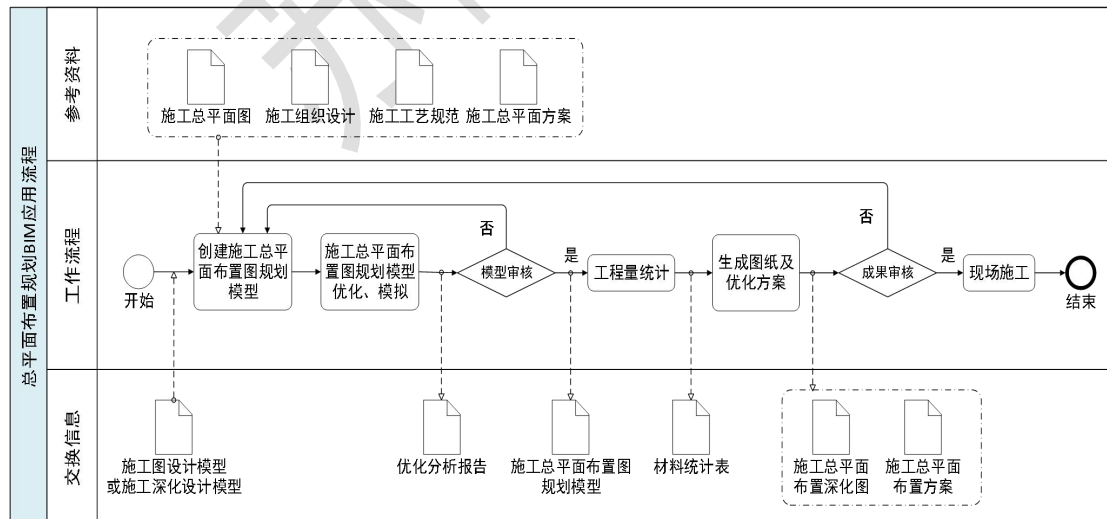 总平面布置规划BIM应用流程
参考资料
施工总平面图
施工组织设计
施工工艺规范
施工总平面方案
工作流程
开始
创建施工总平
面布置图规划
模型
施工总平面布
置图规划模型
优化、模拟
否
模型审核
是
工程量统计
生成图纸及
优化方案
否
成果审核
是
现场施工
结束
交换信息
施工图设计模型
或施工深化设计模型
优化分析报告
施工总平面布置图
规划模型
材料统计表
施工总平面
布置深化图
施工总平面
布置方案